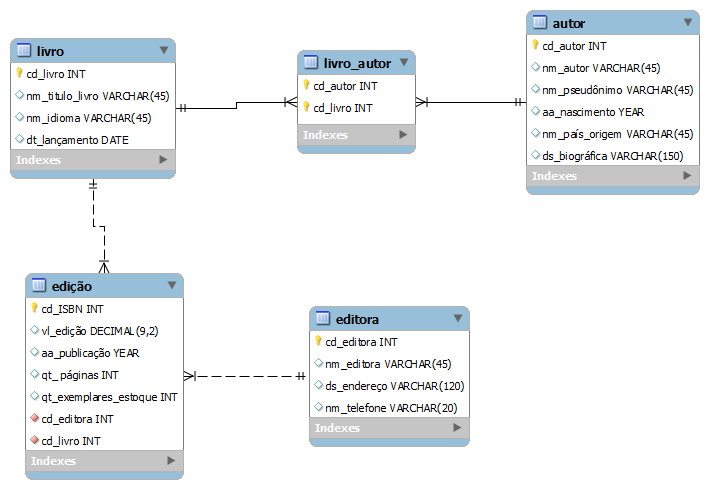 livro
cd_livro INT
nm_titulo_livro VARCHAR(45)
nm_idioma VARCHAR(45)
dt_lançamento DATE
Indexes
livro_autor
cd_autor INT
cd_livro INT
Indexes
autor
cd_autor INT
nm_autor VARCHAR(45)
nm_pseudônimo VARCHAR(45)
aa_nascimento YEAR
nm_país_origem VARCHAR(45)
ds_biográfica VARCHAR(150)
Indexes
edição
cd_ISBN INT
vl_edição DECIMAL(9,2)
aa_publicação YEAR
qt_ páginas INT
qt_exemplares_estoque INT
cd_editora INT
cd_livro INT
Indexes
editora
cd_editora INT
nm_editora VARCHAR(45)
ds_endereço VARCHAR(120)
nm_telefone VARCHAR(20)
Indexes